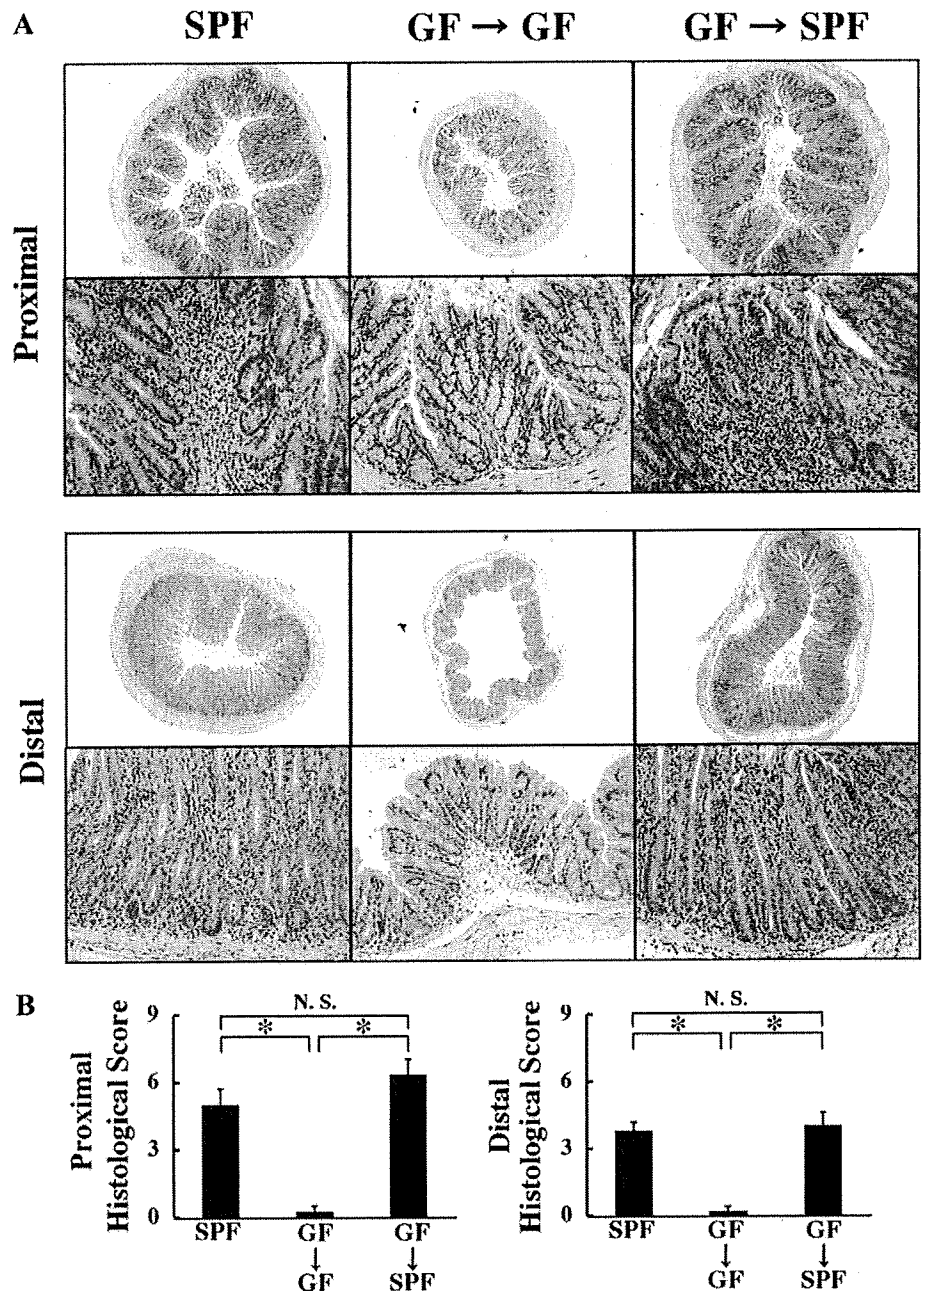 A SPF GF → GF GF → SPF
Proximal
Distal
B
Proximal
Histological Score
9
6
3
0
N. S.
* *
SPF GF GF
↓ ↓
GF SPF
Distal
Histological Score
9
6
3
0
N. S.
* *
SPF GF GF
↓ ↓
GF SPF